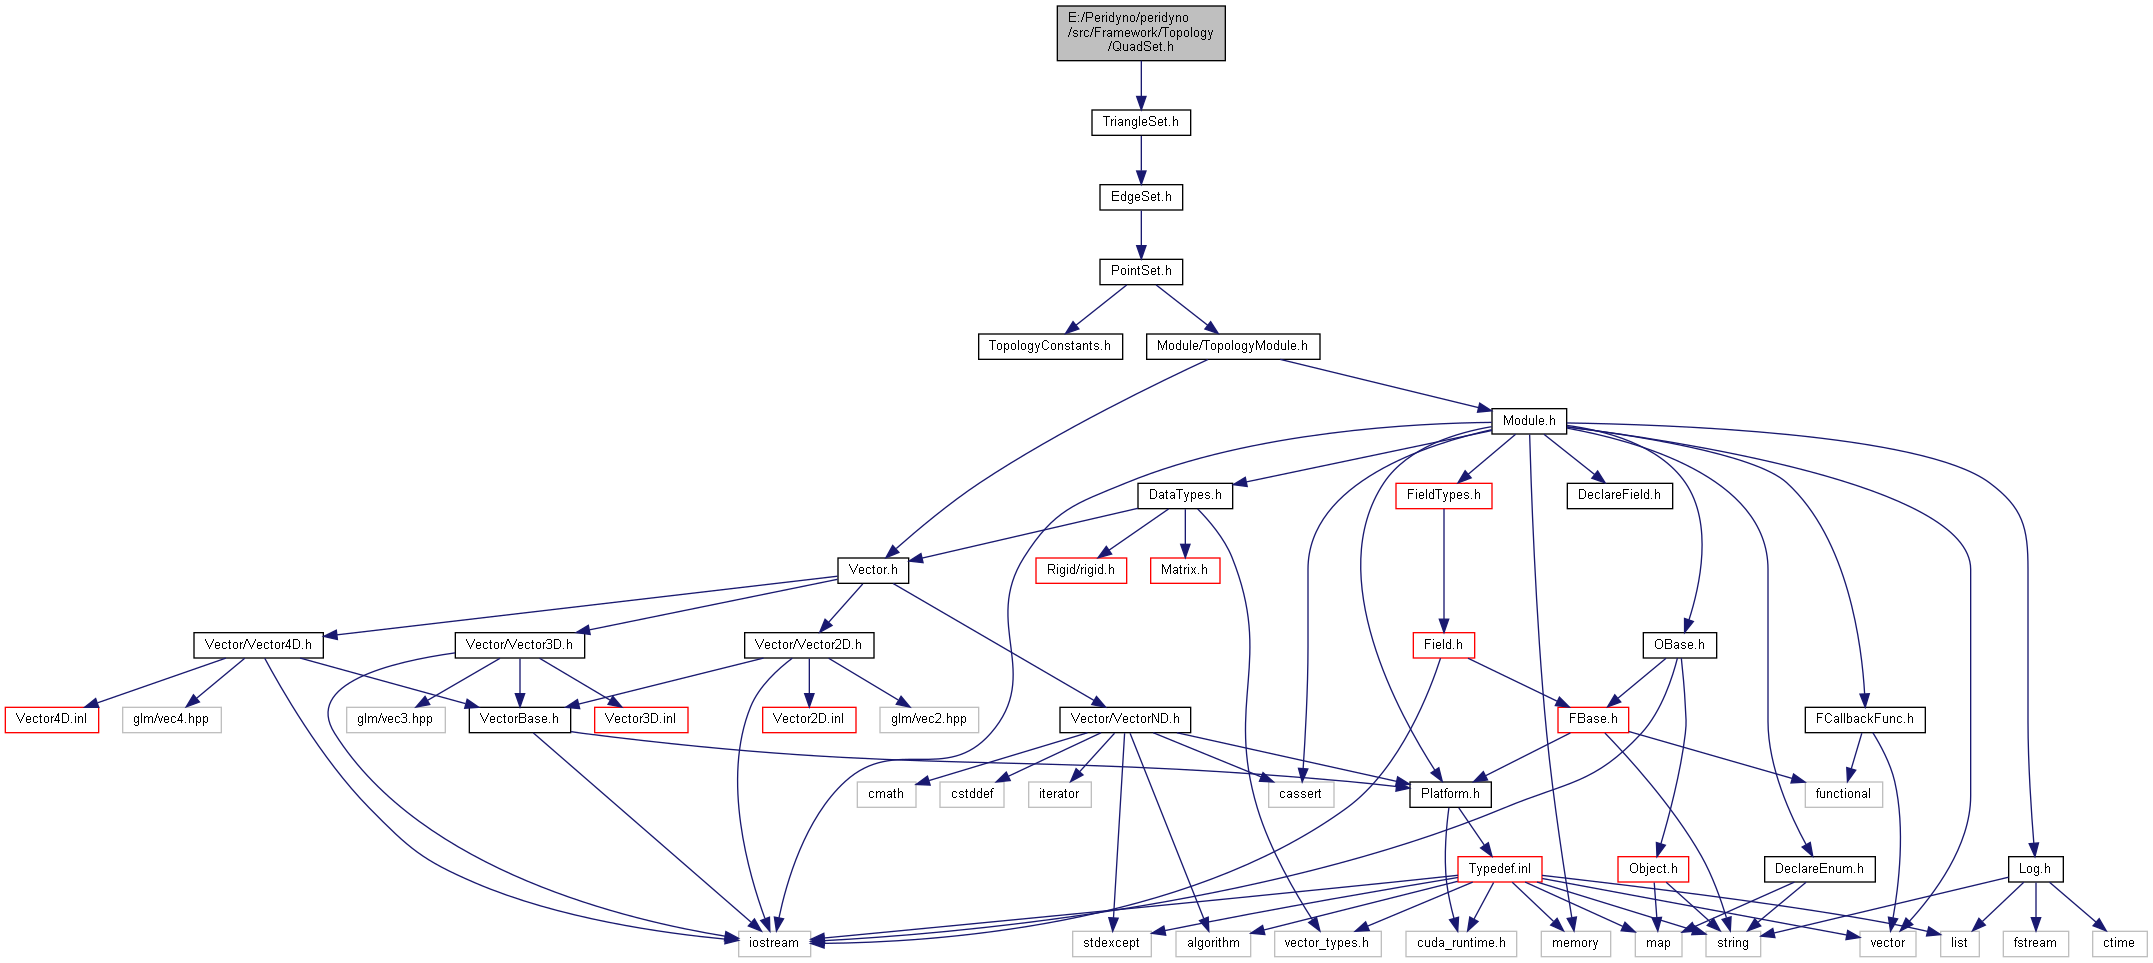 E:/Peridyno/peridyno
/src/Framework/Topology
/QuadSet.h
TriangleSet.h
EdgeSet.h
PointSet.h
TopologyConstants.h
Module/TopologyModule.h
Module.h
DataTypes.h
FieldTypes.h
DeclareField.h
Vector.h
Rigid/rigid.h
Matrix.h
Vector/Vector4D.h
Vector/Vector3D.h
Vector/Vector2D.h
Field.h
OBase.h
Vector4D.inl
glm/vec4.hpp
glm/vec3.hpp
VectorBase.h
Vector3D.inl
Vector2D.inl
glm/vec2.hpp
Vector/VectorND.h
FBase.h
FCallbackFunc.h
cmath
cstddef
iterator
cassert
Platform.h
functional
Typedef.inl
Object.h
DeclareEnum.h
Log.h
iostream
stdexcept
algorithm
vector_types.h
cuda_runtime.h
memory
map
string
vector
list
fstream
ctime